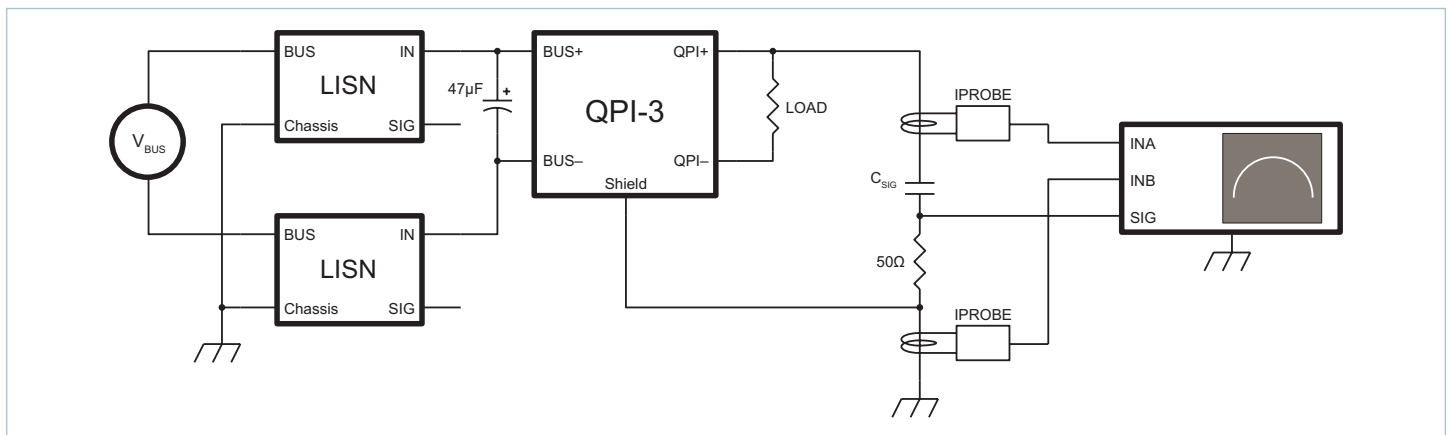 BUS
IN
LISN
Chassis
SIG
V_BUS
47µF
+
BUS+
QPI+
QPI-3
BUS–
QPI–
Shield
LOAD
IPROBE
C_SIG
50Ω
IPROBE
INA
INB
SIG
BUS
IN
LISN
Chassis
SIG